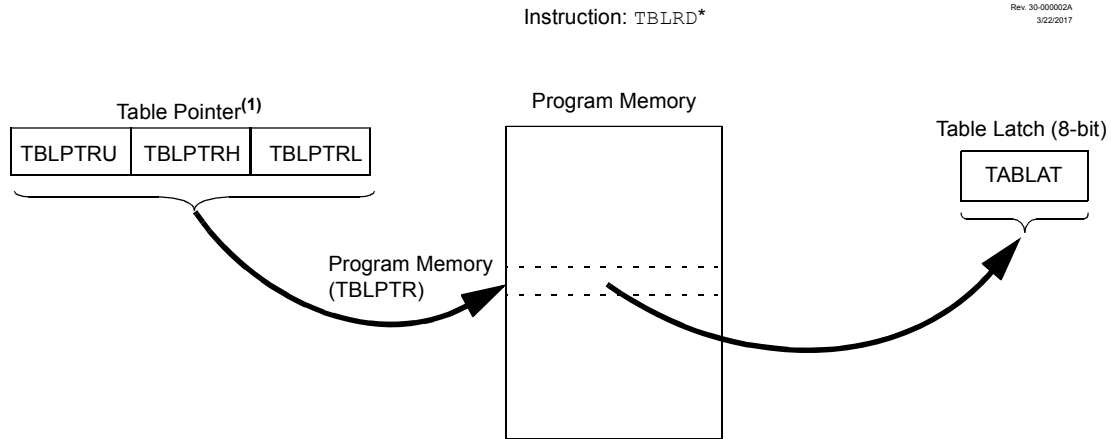 Instruction: TBLRD*
Rev. 30-000002A
3/22/2017
Table Pointer(1)
Program Memory
Table Latch (8-bit)
TBLPTRU TBLPTRH TBLPTRL
TABLAT
Program Memory
(TBLPTR)